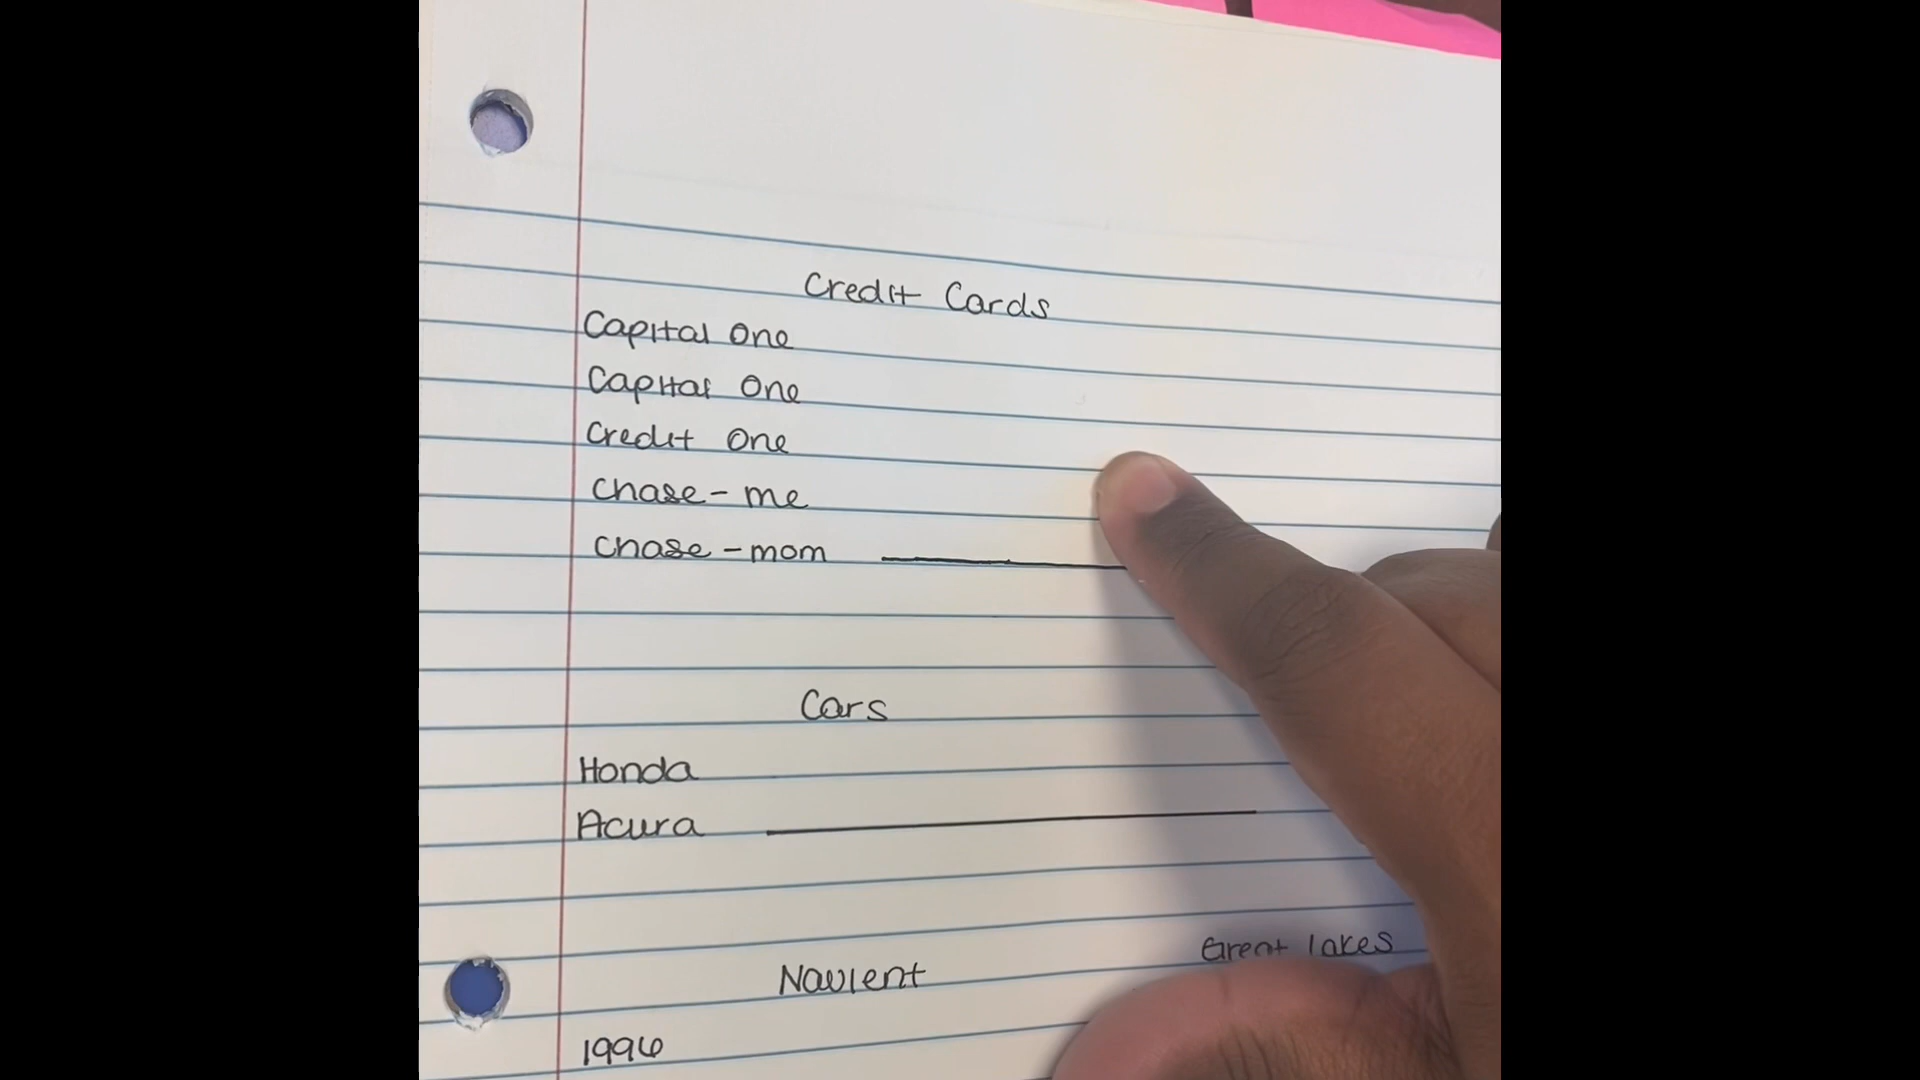 Credit Cards
Capital One
Capital One
Credit One
Chase - me
Chase - mom
Cars
Honda
Acura
Navient
Great lakes
1996